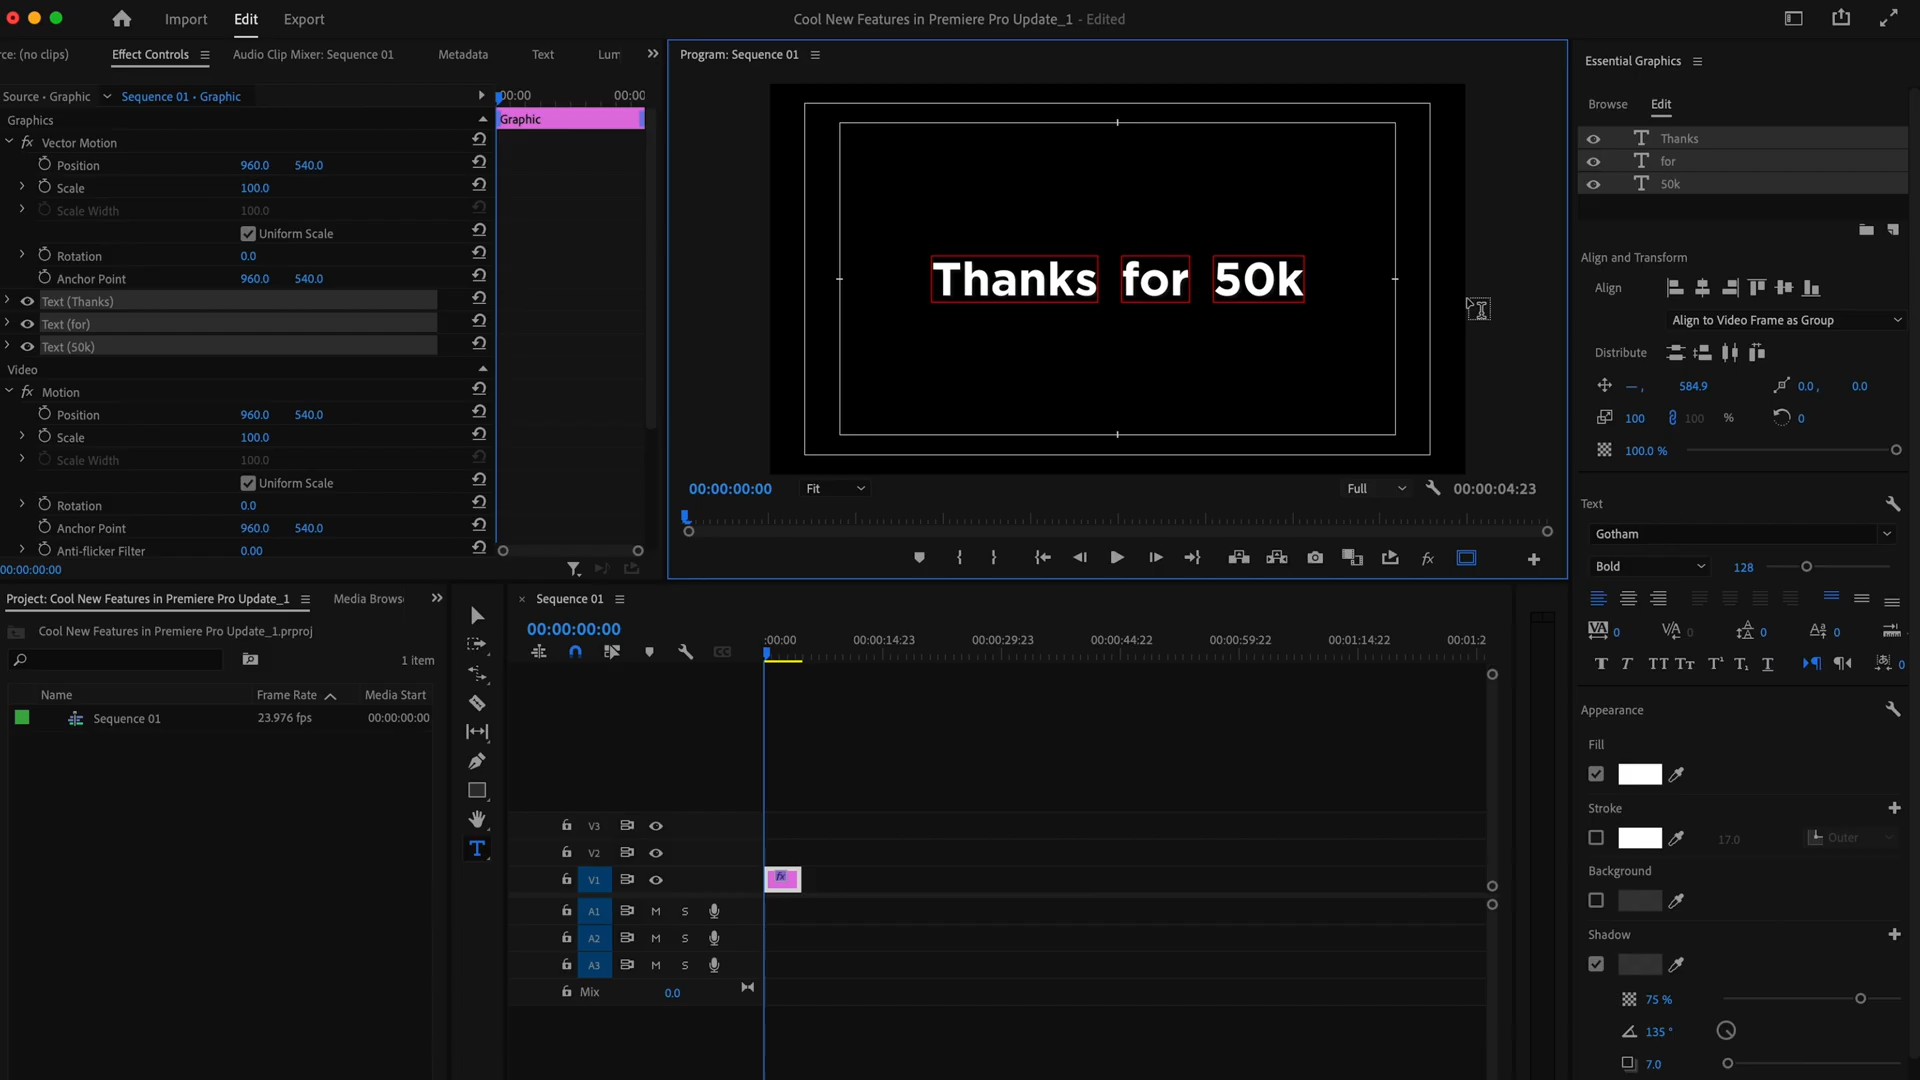 Import Edit Export
Cool New Features in Premiere Pro Update_1 - Edited
rce: (no clips) Effect Controls Audio Clip Mixer: Sequence 01 Metadata Text Lum
Source • Graphic Sequence 01 • Graphic
:00:00 00:00
Graphics
Graphic
Vector Motion
Position 960.0 540.0
Scale 100.0
Scale Width 100.0
Uniform Scale
Rotation 0.0
Anchor Point 960.0 540.0
Text (Thanks)
Text (for)
Text (50k)
Video
Motion
Position 960.0 540.0
Scale 100.0
Scale Width 100.0
Uniform Scale
Rotation 0.0
Anchor Point 960.0 540.0
Anti-flicker Filter 0.00
00:00:00:00
Program: Sequence 01
Thanks for 50k
00:00:00:00 Fit Full 00:00:04:23
Essential Graphics
Browse Edit
Thanks
for
50k
Align and Transform
Align
Align to Video Frame as Group
Distribute
— , 584.9 0.0 , 0.0
100 100 % 0
100.0 %
Text
Gotham
Bold 128
0 0 0 0
0
Appearance
Fill
Stroke
17.0 Outer
Background
Shadow
75 %
135 °
7.0
Project: Cool New Features in Premiere Pro Update_1 Media Brows
Cool New Features in Premiere Pro Update_1.prproj
1 item
Name Frame Rate Media Start
Sequence 01 23.976 fps 00:00:00:00
Sequence 01
00:00:00:00
:00:00 00:00:14:23 00:00:29:23 00:00:44:22 00:00:59:22 00:01:14:22 00:01:2
V3
V2
V1 fx
A1 M S
A2 M S
A3 M S
Mix 0.0